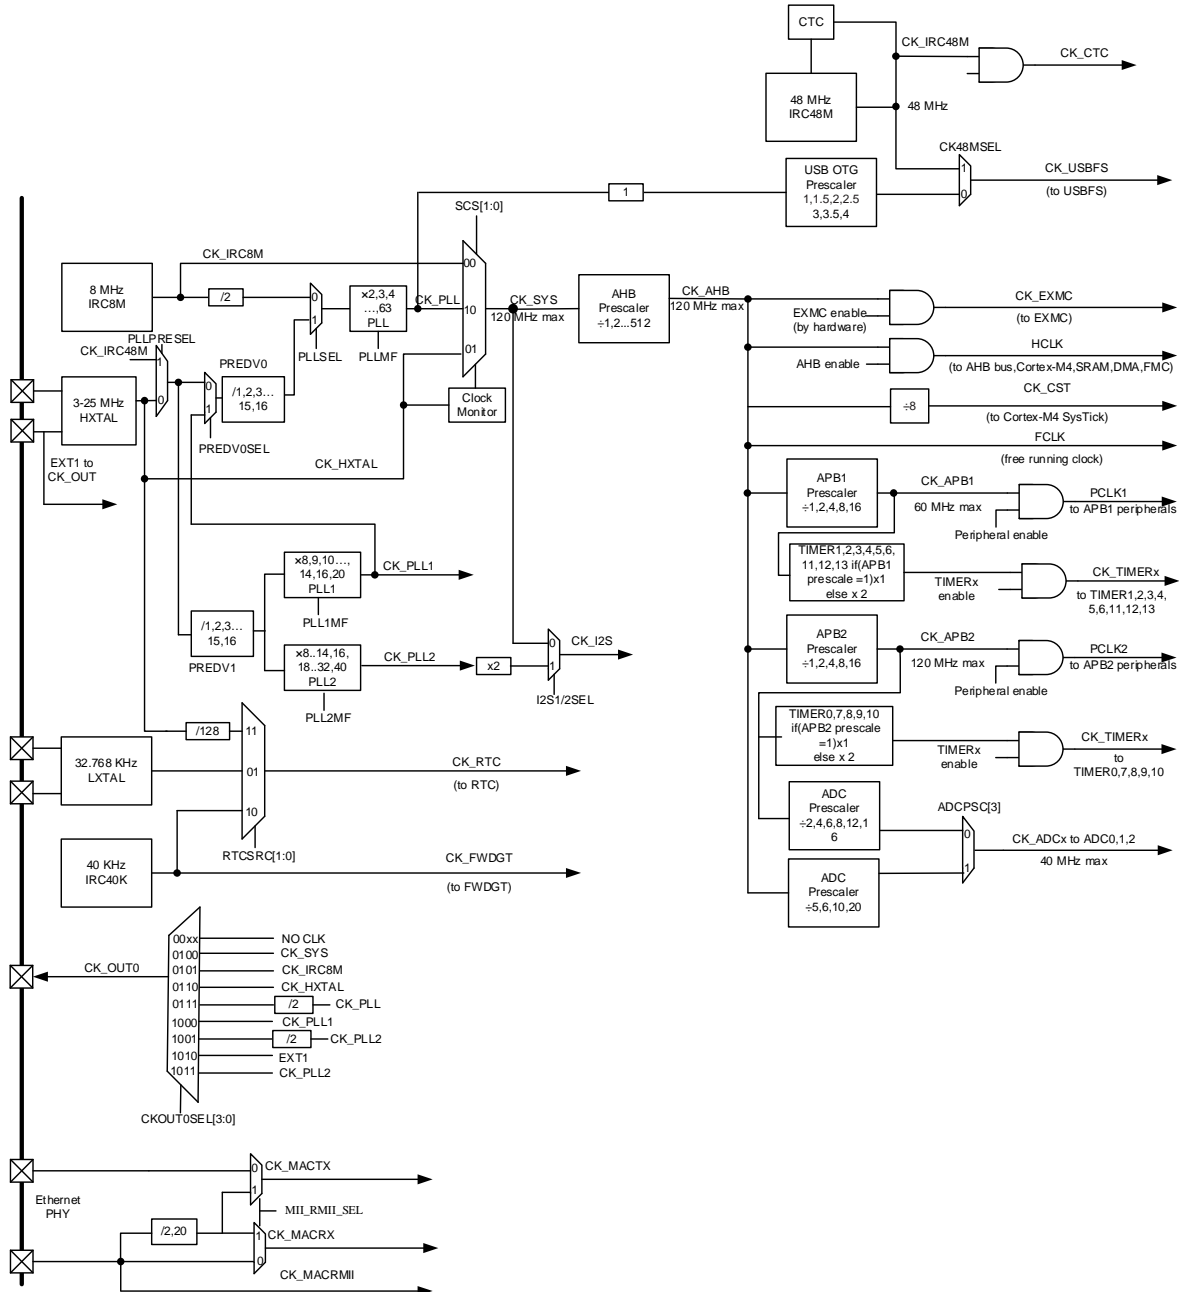 CTC
CK_IRC48M
CK_CTC
48 MHz
IRC48M
48 MHz
CK48MSEL
USB OTG
Prescaler
1,1.5,2,2.5
3,3.5,4
1
0
CK_USBFS
(to USBFS)
1
SCS[1:0]
CK_IRC8M
8 MHz
IRC8M
/2
0
1
PLLSEL
×2,3,4
…,63
PLL
PLLMF
CK_PLL
00
10
01
CK_SYS
120 MHz max
AHB
Prescaler
÷1,2...512
CK_AHB
120 MHz max
EXMC enable
(by hardware)
CK_EXMC
(to EXMC)
AHB enable
HCLK
(to AHB bus,Cortex-M4,SRAM,DMA,FMC)
÷8
CK_CST
(to Cortex-M4 SysTick)
FCLK
(free running clock)
PLLPRESEL
CK_IRC48M
1
0
3-25 MHz
HXTAL
PREDV0
0
1
/1,2,3…
15,16
PREDV0SEL
Clock
Monitor
EXT1 to
CK_OUT
CK_HXTAL
APB1
Prescaler
÷1,2,4,8,16
CK_APB1
60 MHz max
Peripheral enable
PCLK1
to APB1 peripherals
TIMER1,2,3,4,5,6,
11,12,13 if(APB1
prescale =1)x1
else x 2
TIMERx
enable
CK_TIMERx
to TIMER1,2,3,4,
5,6,11,12,13
×8,9,10…,
14,16,20
PLL1
CK_PLL1
PLL1MF
/1,2,3…
15,16
PREDV1
×8..14,16,
18..32,40
PLL2
CK_PLL2
PLL2MF
x2
0
1
CK_I2S
I2S1/2SEL
APB2
Prescaler
÷1,2,4,8,16
CK_APB2
120 MHz max
Peripheral enable
PCLK2
to APB2 peripherals
TIMER0,7,8,9,10
if(APB2 prescale
=1)x1
else x 2
TIMERx
enable
CK_TIMERx
to
TIMER0,7,8,9,10
/128
11
01
10
32.768 KHz
LXTAL
CK_RTC
(to RTC)
RTCSRC[1:0]
40 KHz
IRC40K
CK_FWDGT
(to FWDGT)
ADC
Prescaler
÷2,4,6,8,12,1
6
ADCPSC[3]
0
1
CK_ADCx to ADC0,1,2
40 MHz max
ADC
Prescaler
÷5,6,10,20
CK_OUT0
00xx
NO CLK
0100
CK_SYS
0101
CK_IRC8M
0110
CK_HXTAL
0111
/2
CK_PLL
1000
CK_PLL1
1001
/2
CK_PLL2
1010
EXT1
1011
CK_PLL2
CKOUT0SEL[3:0]
Ethernet
PHY
0
1
CK_MACTX
MII_RMII_SEL
/2,20
1
0
CK_MACRX
CK_MACRMII